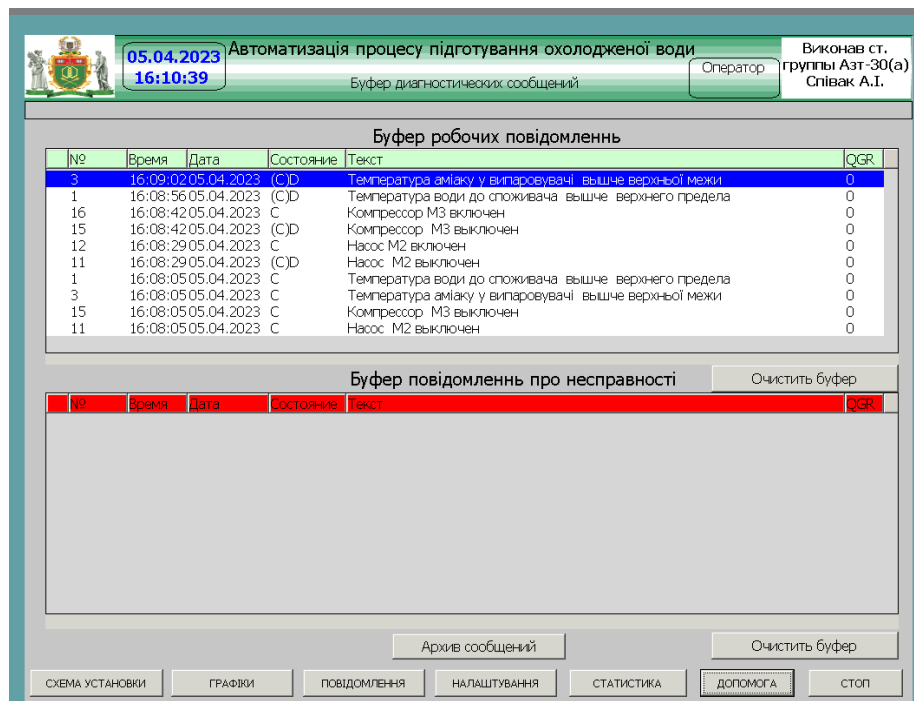 05.04.2023
16:10:39
Автоматизація процесу підготування охолодженої води
Буфер диагностических сообщений
Оператор
Виконав ст.
группы Азт-30(а)
Співак А.І.
Буфер робочих повідомленнь
№ Время Дата Состояние Текст QGR
3 16:09:02 05.04.2023 (C)D Температура аміаку у випаровувачі вышче верхньої межи 0
1 16:08:56 05.04.2023 (C)D Температура води до споживача вышче верхнего предела 0
16 16:08:42 05.04.2023 C Компрессор М3 включен 0
15 16:08:42 05.04.2023 (C)D Компрессор М3 выключен 0
12 16:08:29 05.04.2023 C Насос М2 включен 0
11 16:08:29 05.04.2023 (C)D Насос М2 выключен 0
1 16:08:05 05.04.2023 C Температура води до споживача вышче верхнего предела 0
3 16:08:05 05.04.2023 C Температура аміаку у випаровувачі вышче верхньої межи 0
15 16:08:05 05.04.2023 C Компрессор М3 выключен 0
11 16:08:05 05.04.2023 C Насос М2 выключен 0
Буфер повідомленнь про несправності
Очистить буфер
№ Время Дата Состояние Текст QGR
Архив сообщений
Очистить буфер
СХЕМА УСТАНОВКИ ГРАФІКИ ПОВІДОМЛЕННЯ НАЛАШТУВАННЯ СТАТИСТИКА ДОПОМОГА СТОП